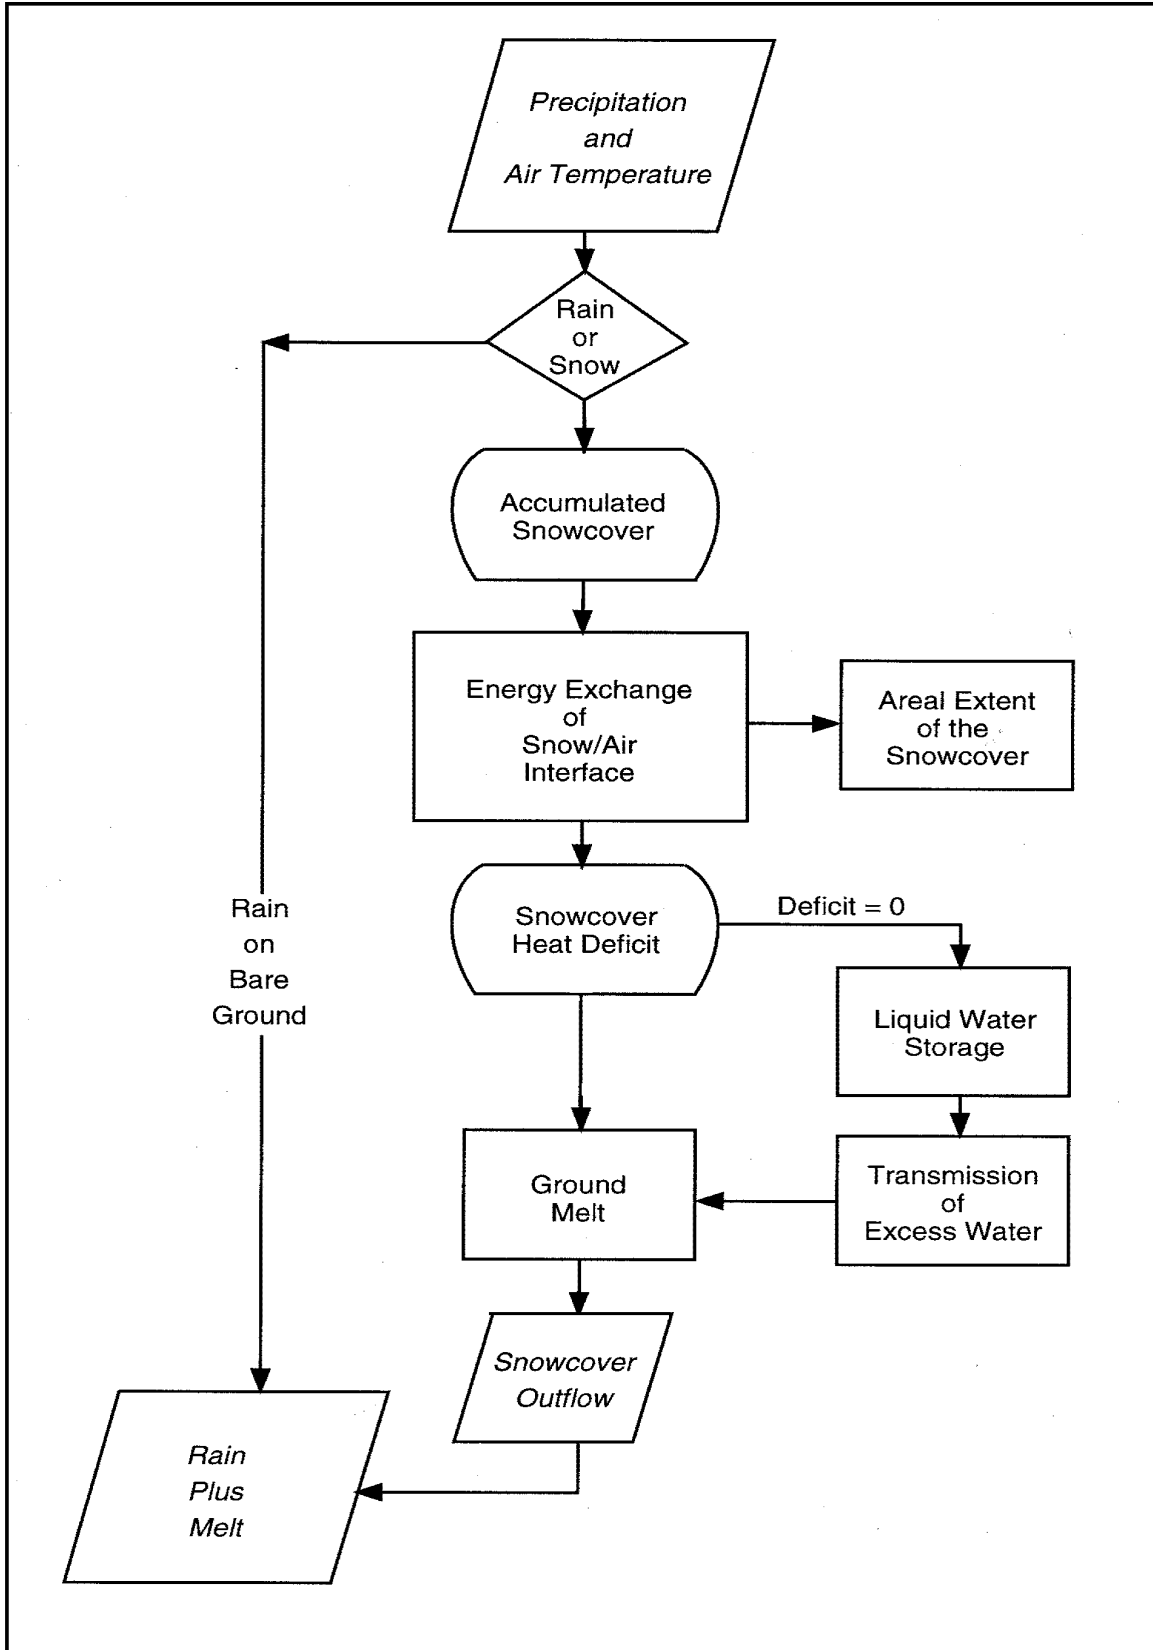 Precipitation
and
Air Temperature
Rain
or
Snow
Accumulated
Snowcover
Energy Exchange
of
Snow/Air
Interface
Areal Extent
of the
Snowcover
Snowcover
Heat Deficit
Deficit = 0
Rain
on
Bare
Ground
Liquid Water
Storage
Ground
Melt
Transmission
of
Excess Water
Snowcover
Outflow
Rain
Plus
Melt